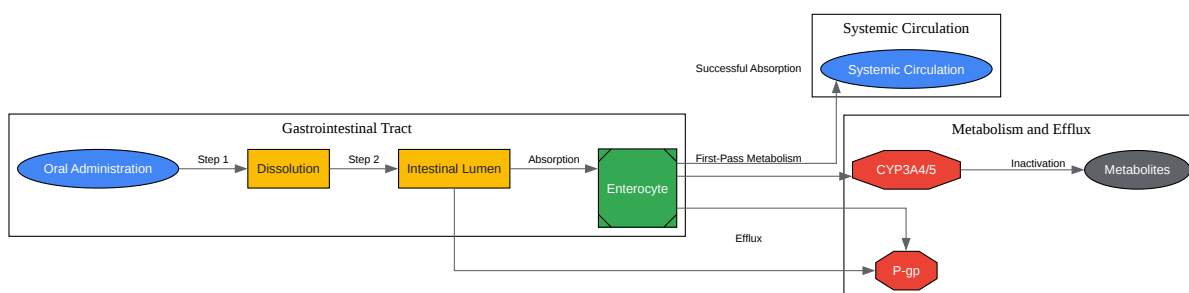 Systemic Circulation
Successful Absorption
Systemic Circulation
Gastrointestinal Tract
Metabolism and Efflux
Oral Administration
Step 1
Dissolution
Step 2
Intestinal Lumen
Absorption
Enterocyte
First-Pass Metabolism
CYP3A4/5
Inactivation
Metabolites
Efflux
P-gp